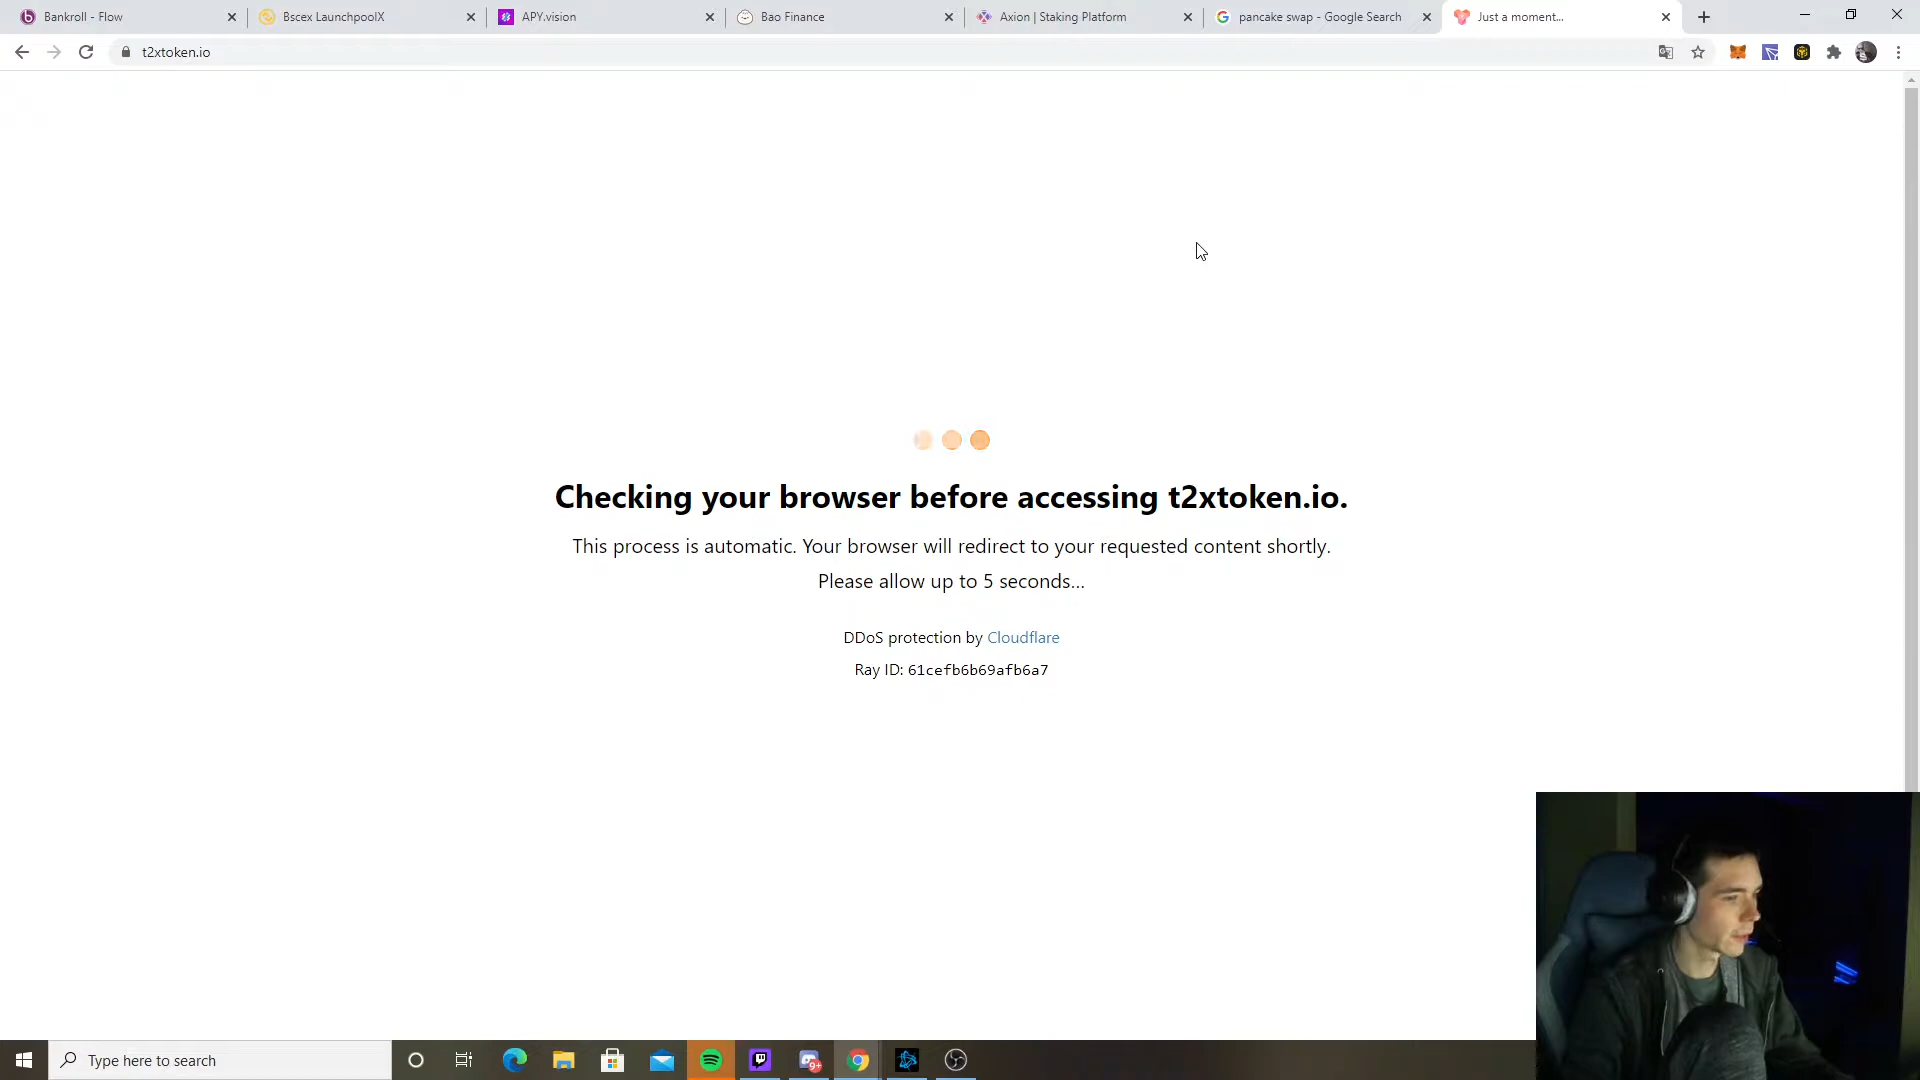 Bankroll - Flow
Bscex LaunchpoolX
APY.vision
Bao Finance
Axion | Staking Platform
pancake swap - Google Search
Just a moment...
t2xtoken.io
Checking your browser before accessing t2xtoken.io.
This process is automatic. Your browser will redirect to your requested content shortly.
Please allow up to 5 seconds...
DDoS protection by Cloudflare
Ray ID: 61cefb6b69afb6a7
Type here to search
9+